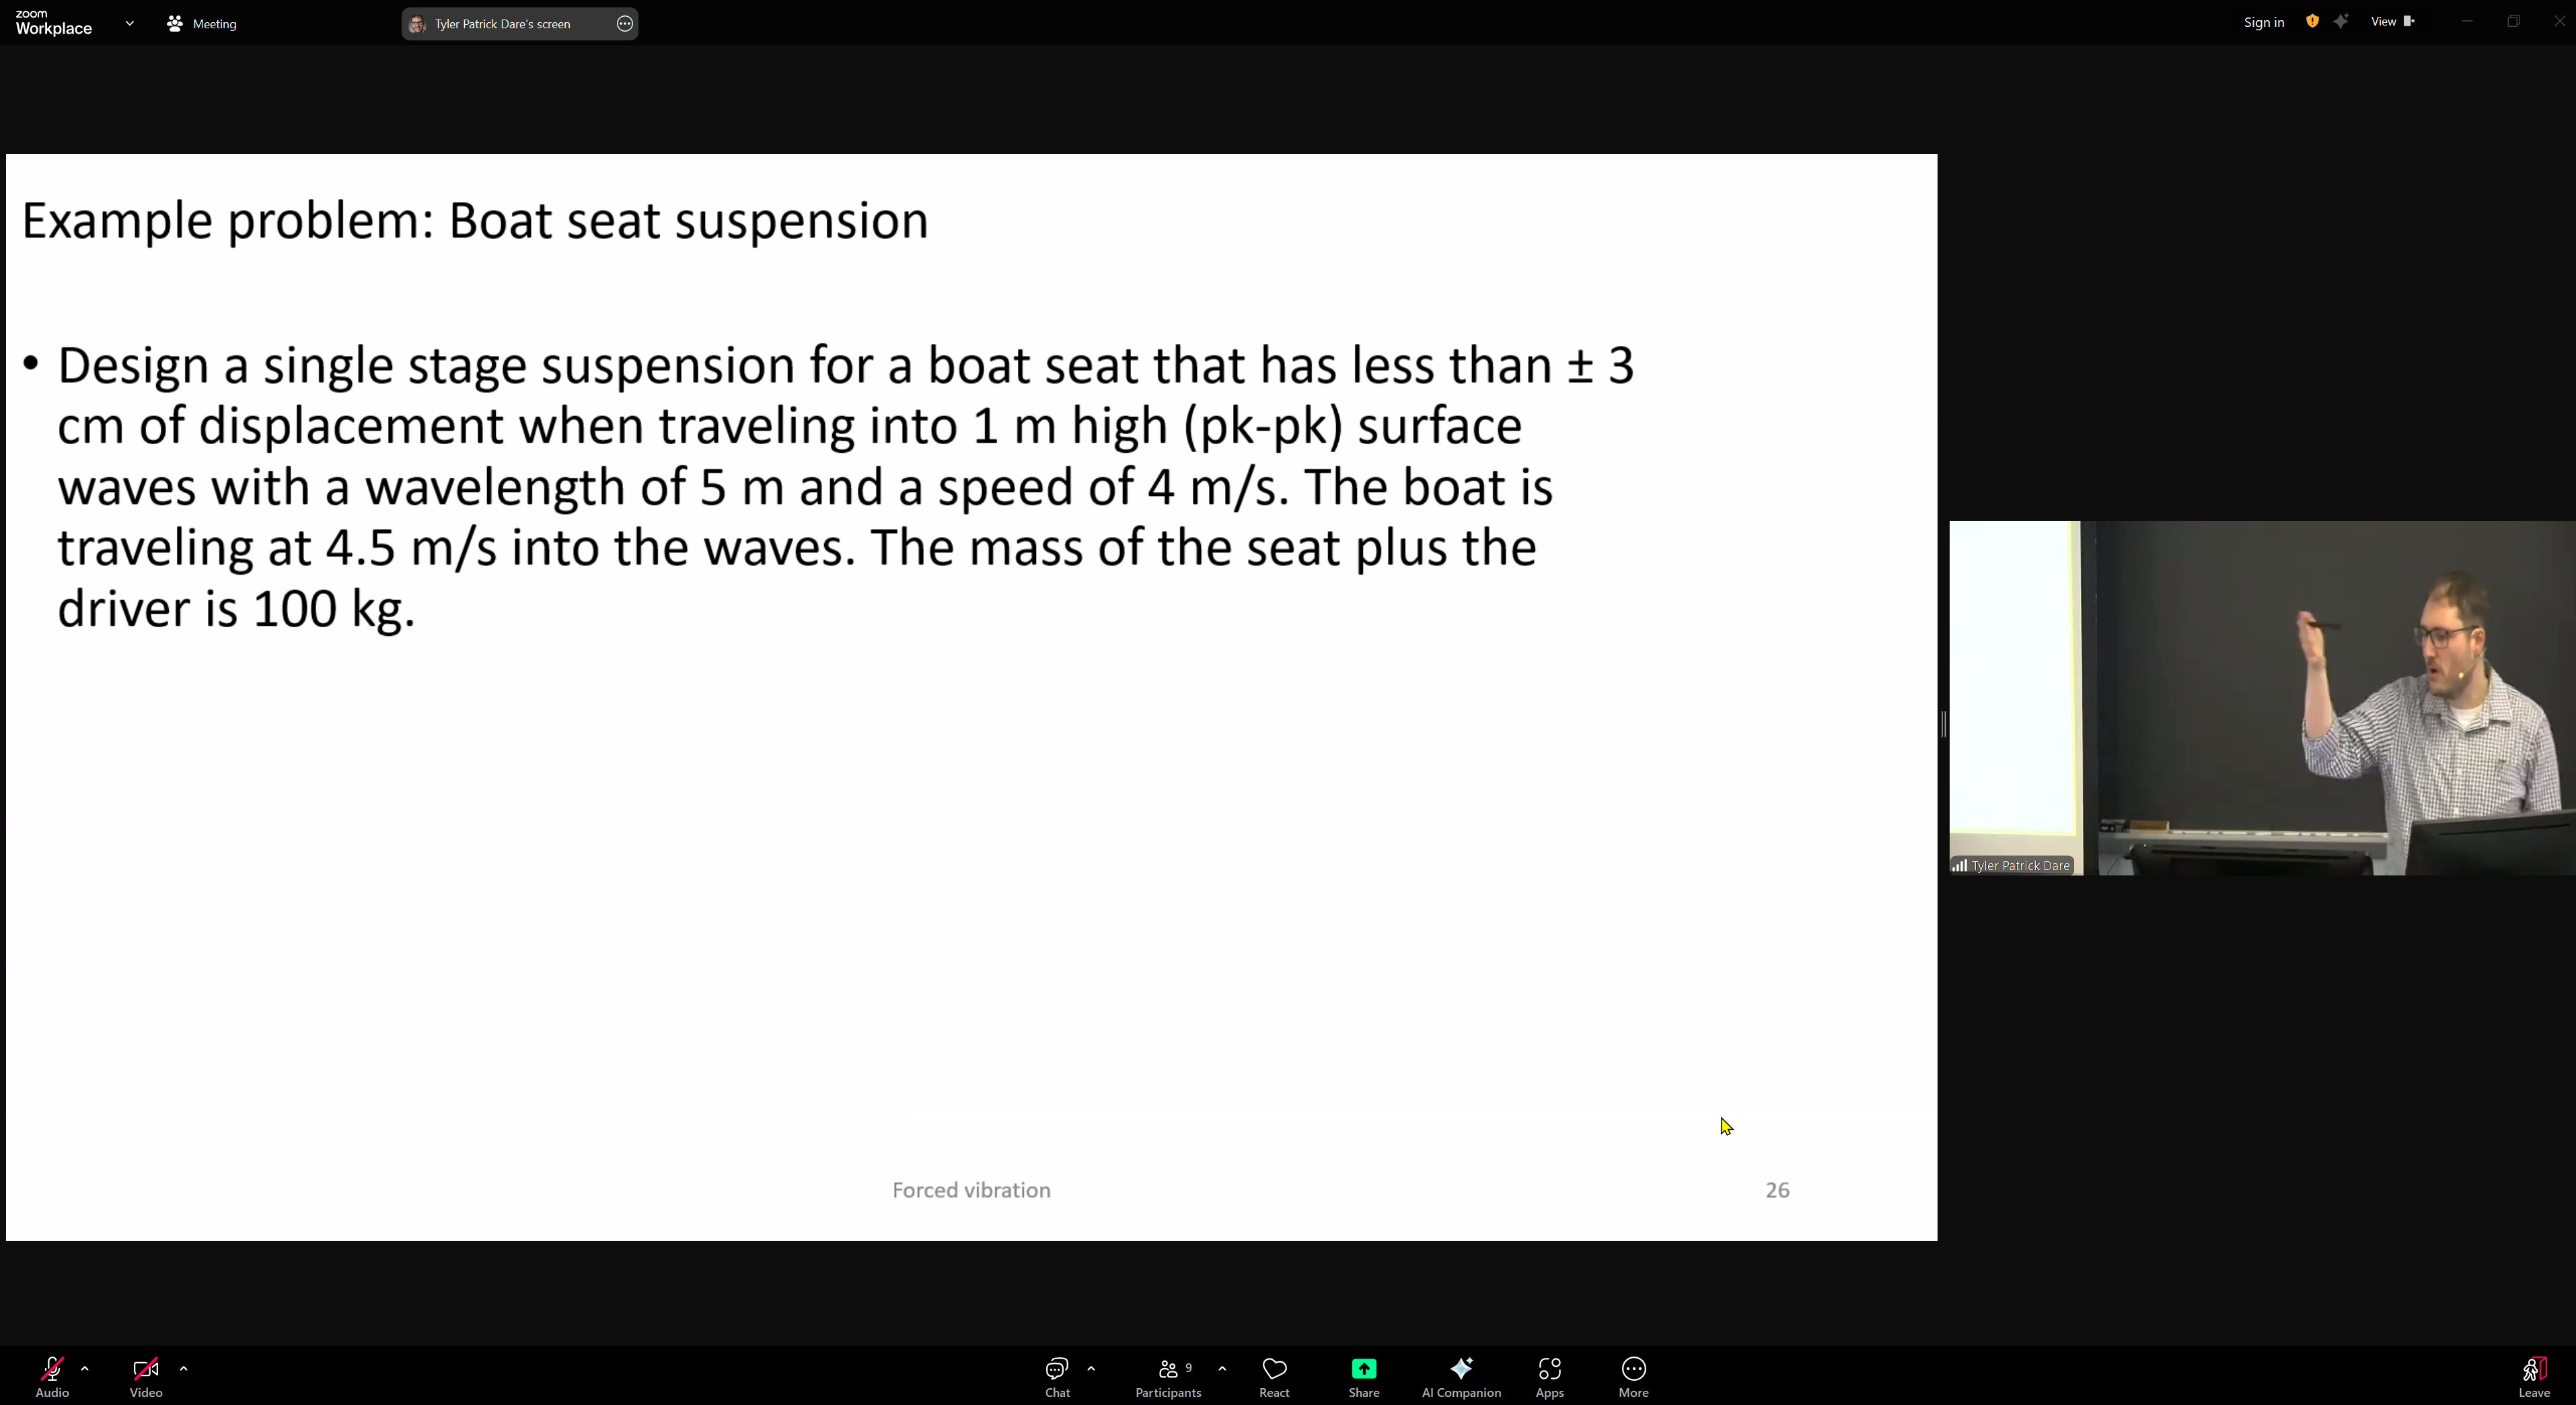 zoom
Workplace
Meeting
Tyler Patrick Dare's screen
Sign in
View
Example problem: Boat seat suspension
• Design a single stage suspension for a boat seat that has less than ± 3
cm of displacement when traveling into 1 m high (pk-pk) surface
waves with a wavelength of 5 m and a speed of 4 m/s. The boat is
traveling at 4.5 m/s into the waves. The mass of the seat plus the
driver is 100 kg.
Tyler Patrick Dare
Forced vibration
26
Audio
Video
Chat
9
Participants
React
Share
AI Companion
Apps
More
Leave